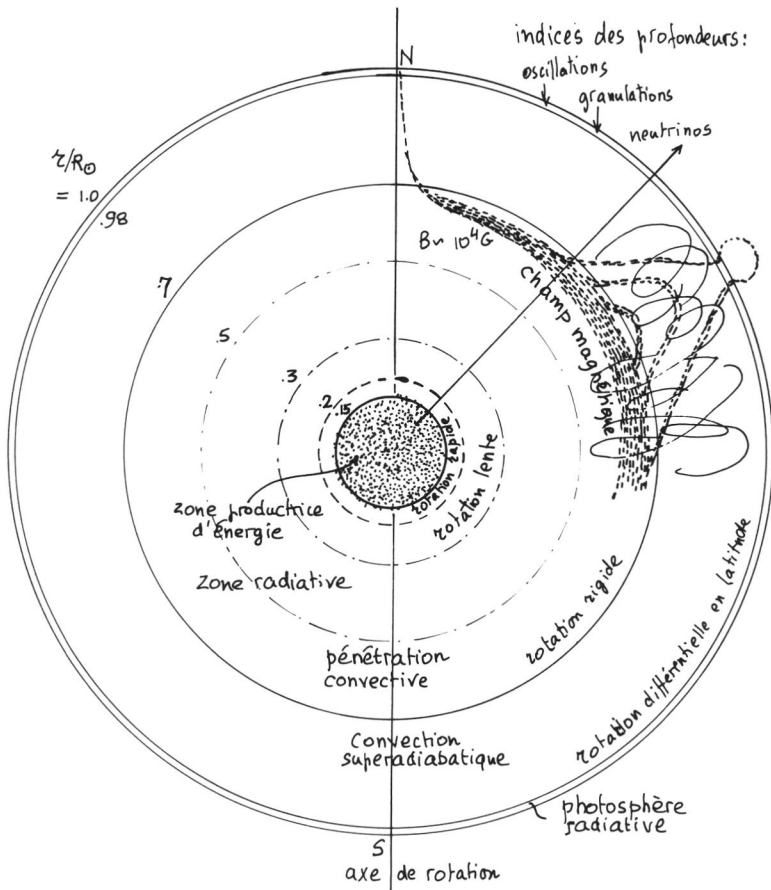 indices des profondeurs:
oscillations
granulations
neutrinos
N
r/R☉
= 1.0
.98
.7
.5
.3
.2
.15
B~ 10⁴G
champ magnétique
rotation rapide
rotation lente
zone productrice
d'énergie
zone radiative
rotation rigide
rotation différentielle en latitude
pénétration
convective
convection
superadiabatique
photosphère
radiative
S
axe de rotation